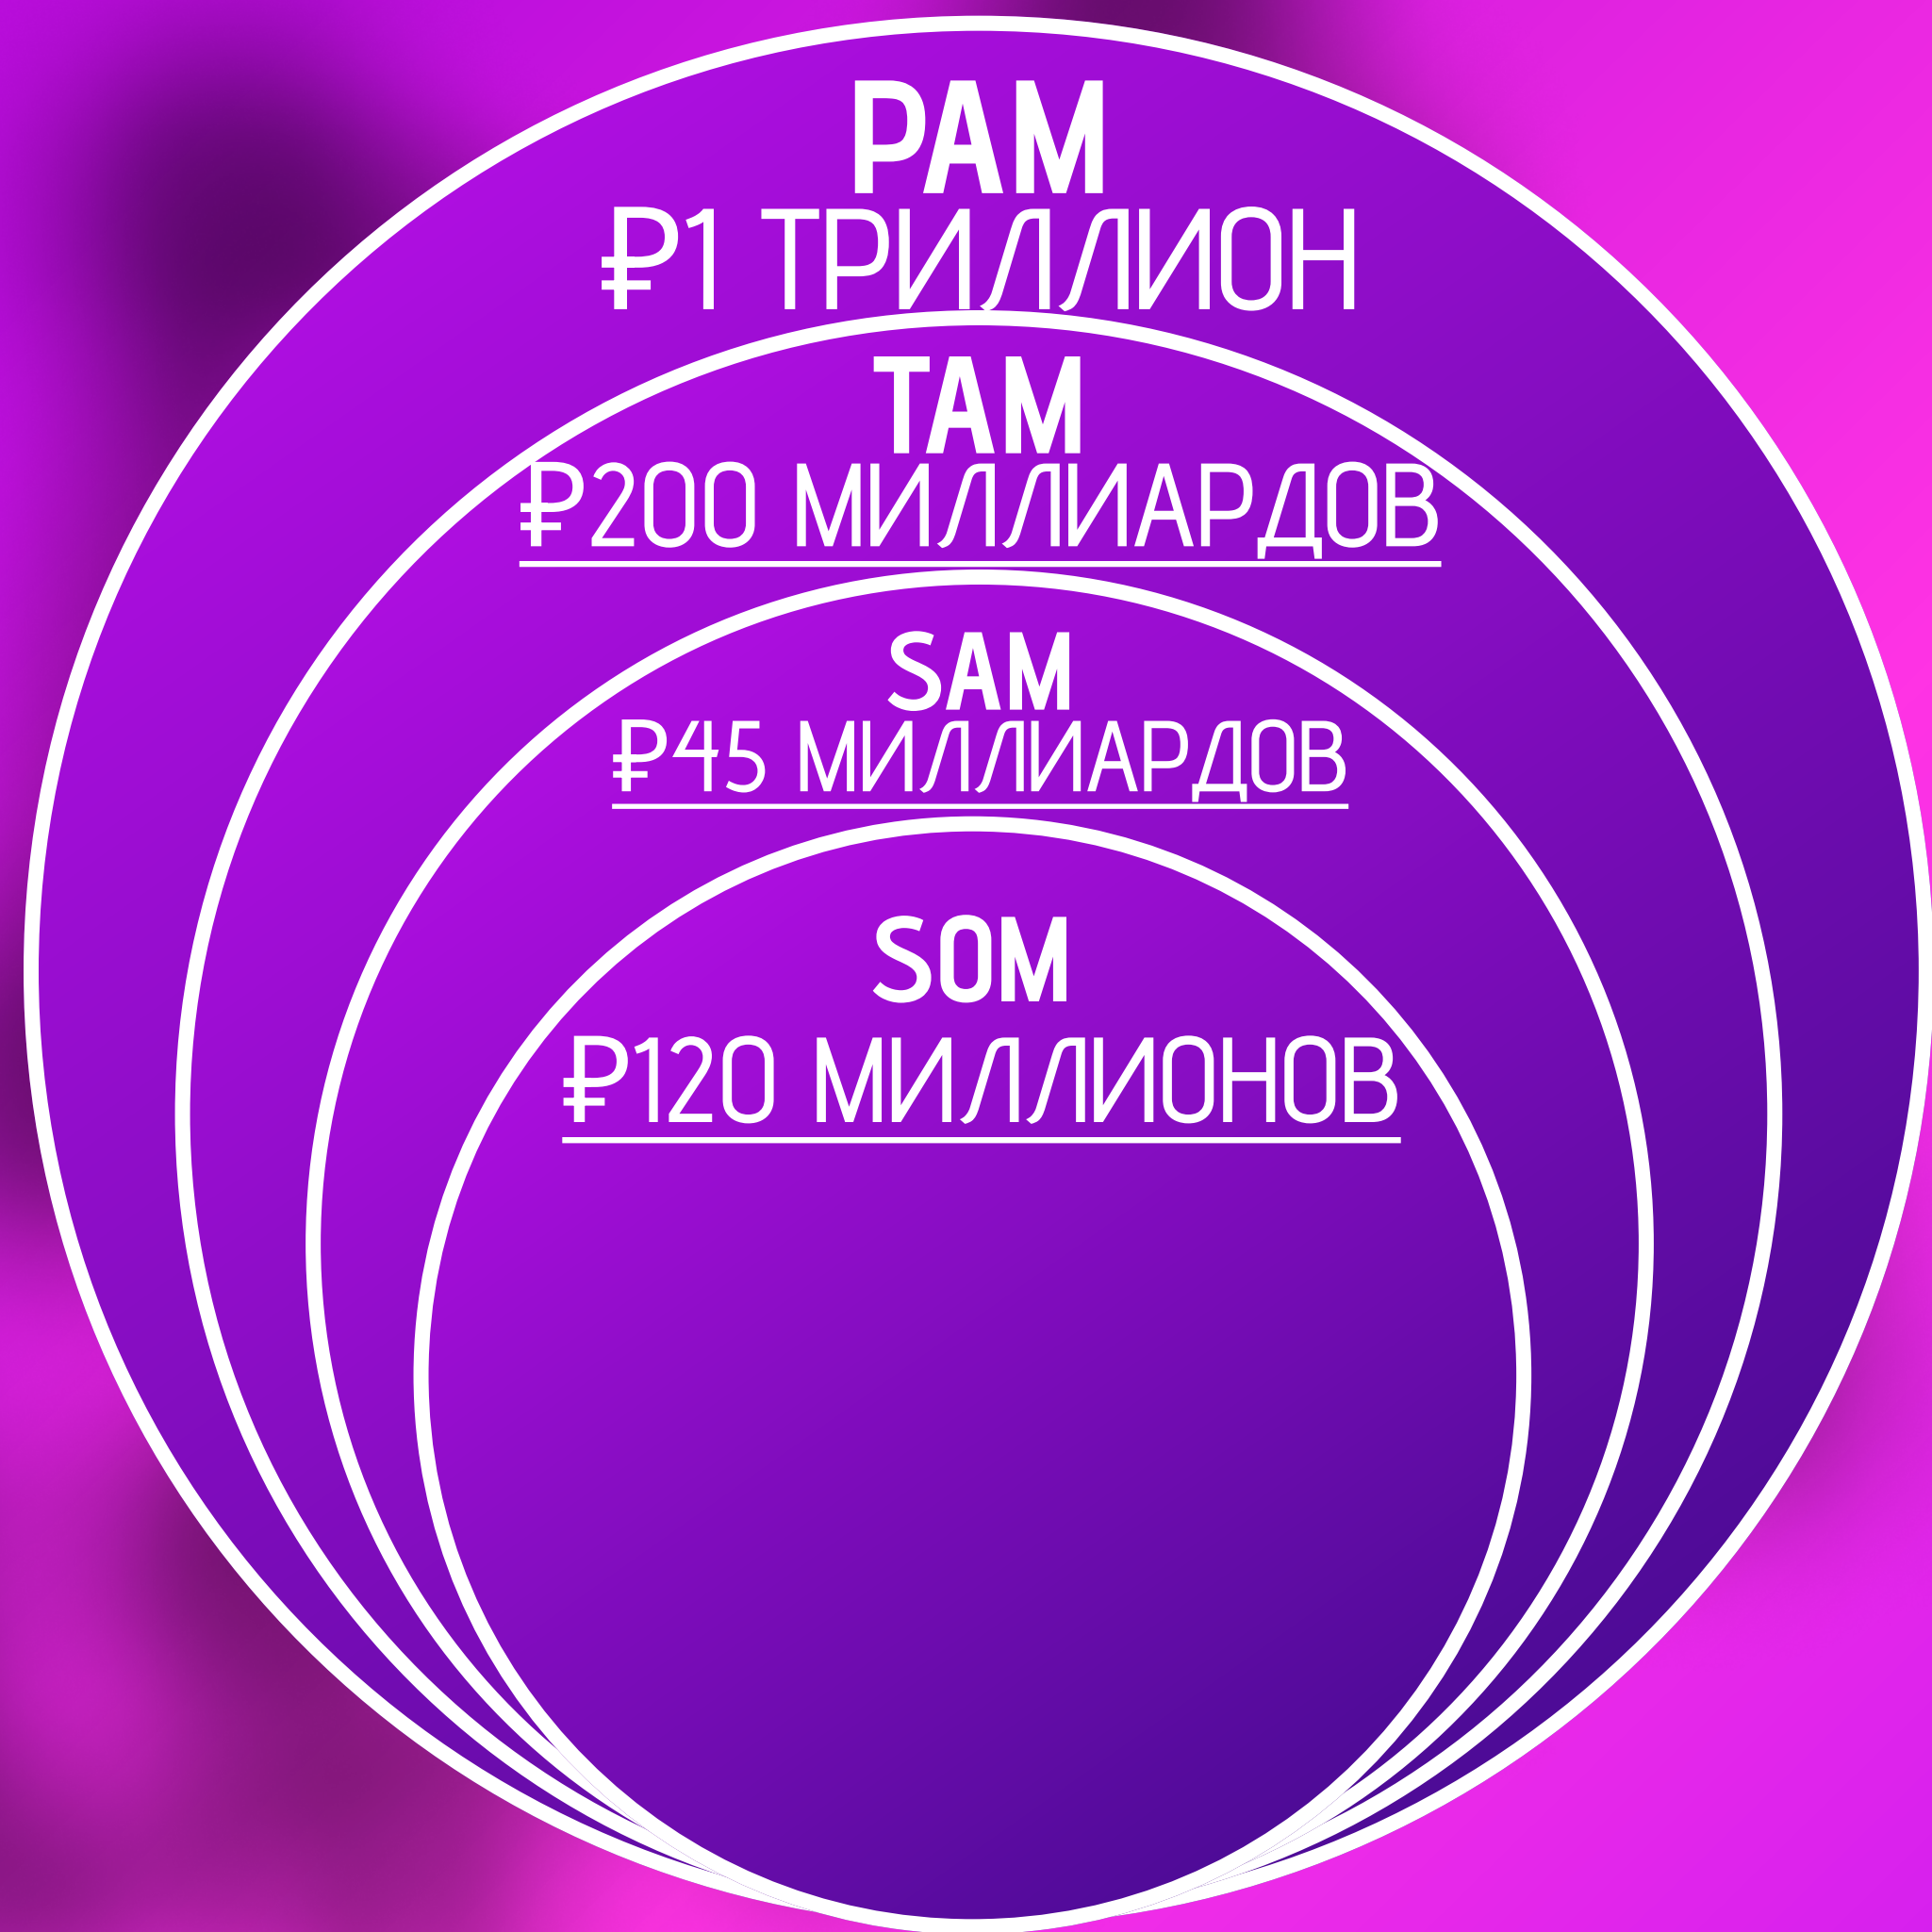 PAM
₽1 ТРИЛЛИОН
TAM
₽200 МИЛЛИАРДОВ
SAM
₽45 МИЛЛИАРДОВ
SOM
₽120 МИЛЛИОНОВ